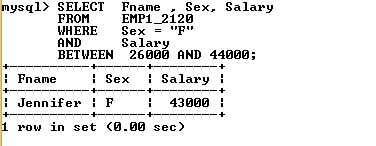 mysql> SELECT Fname , Sex, Salary
FROM EMP1_2120
WHERE Sex = "F"
AND Salary
BETWEEN 26000 AND 44000;
+----------+------+--------+
| Fname | Sex | Salary |
+----------+------+--------+
| Jennifer | F | 43000 |
+----------+------+--------+
1 row in set (0.00 sec)